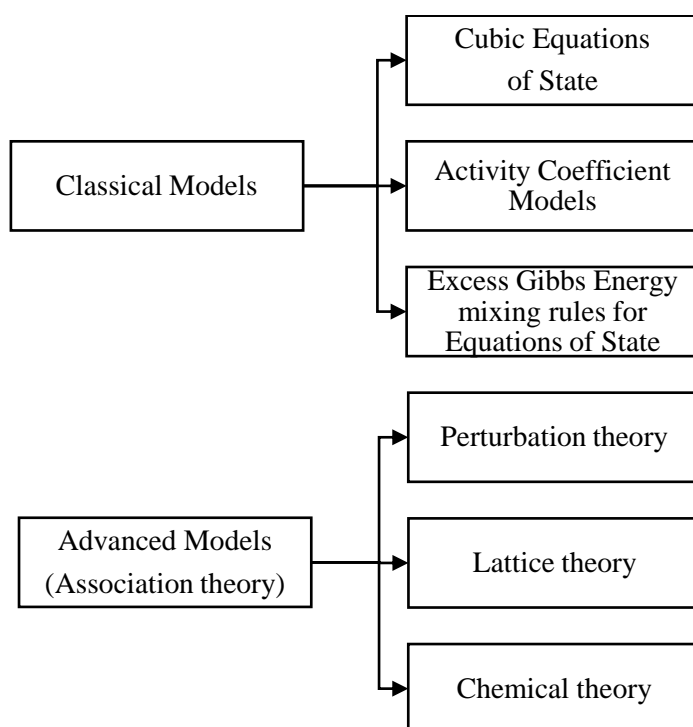 Cubic Equations
of State
Classical Models
Activity Coefficient
Models
Excess Gibbs Energy
mixing rules for
Equations of State
Perturbation theory
Advanced Models
(Association theory)
Lattice theory
Chemical theory